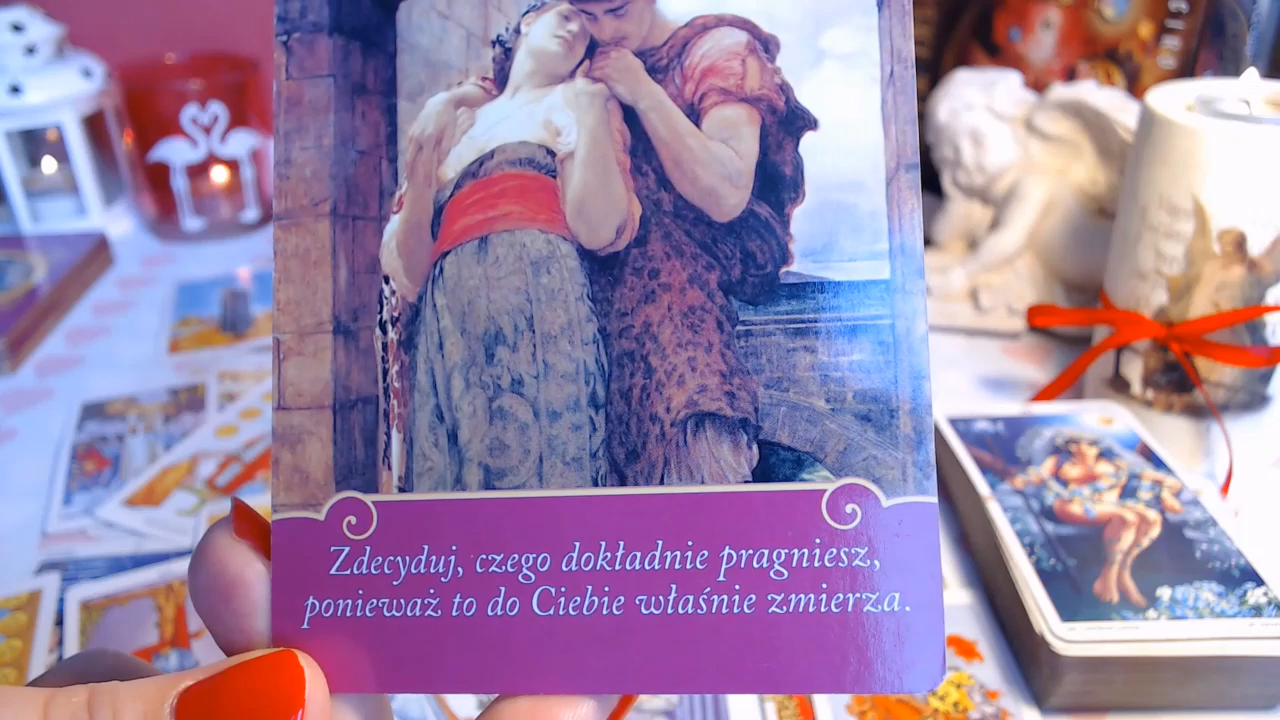 Zdecyduj, czego dokładnie pragniesz,
ponieważ to do Ciebie właśnie zmierza.